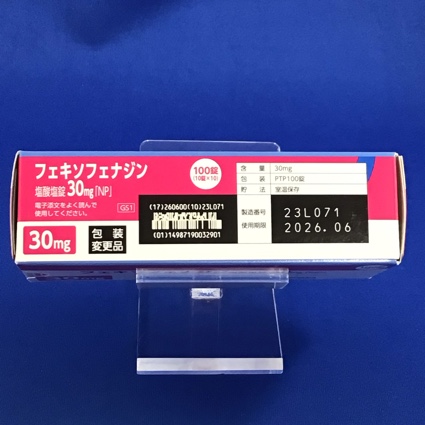 フェキソフェナジン
塩酸塩錠30mg「NP」
電子添文をよく読んで
使用してください。
GS1
100錠
(10錠×10)
30mg
包装
変更品
(17)260600(10)23L071
(01)14987190032901
含 量 30mg
包 装 PTP100錠
貯 法 室温保存
製造番号 23L071
使用期限 2026.06